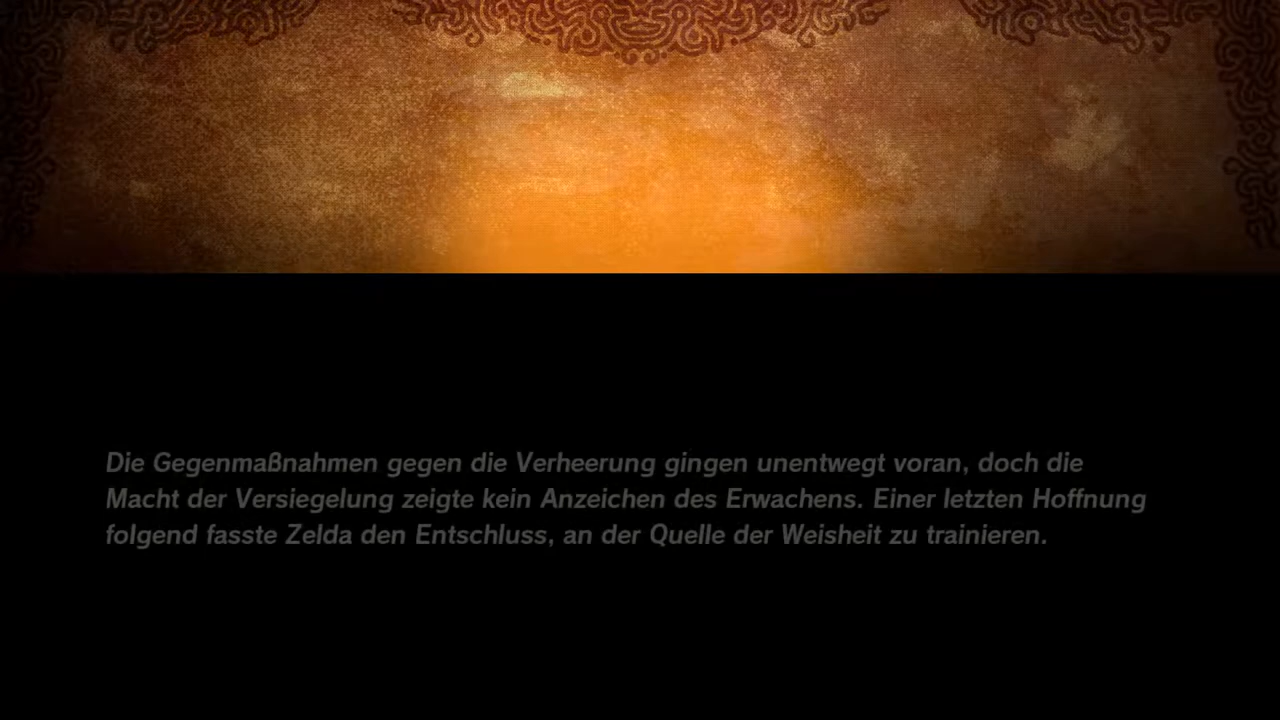 Die Gegenmaßnahmen gegen die Verheerung gingen unentwegt voran, doch die
Macht der Versiegelung zeigte kein Anzeichen des Erwachens. Einer letzten Hoffnung
folgend fasste Zelda den Entschluss, an der Quelle der Weisheit zu trainieren.